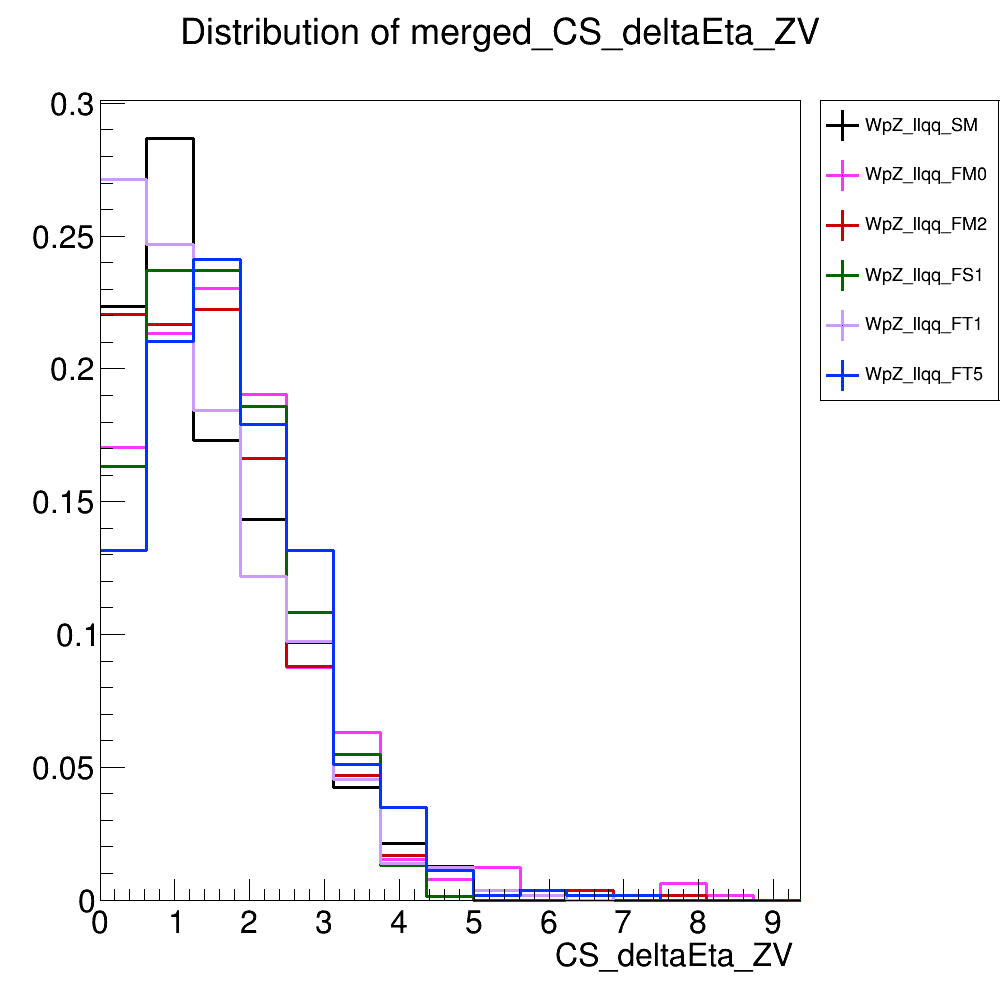 Distribution of merged_CS_deltaEta_ZV
0.3
0.25
0.2
0.15
0.1
0.05
0
0 1 2 3 4 5 6 7 8 9
CS_deltaEta_ZV
WpZ_llqq_SM
WpZ_llqq_FM0
WpZ_llqq_FM2
WpZ_llqq_FS1
WpZ_llqq_FT1
WpZ_llqq_FT5